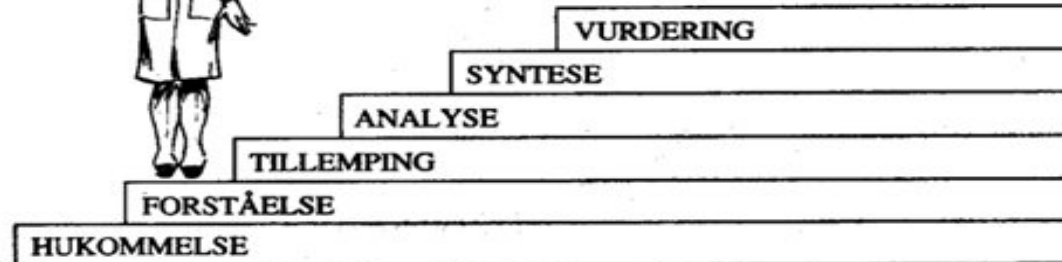 VURDERING
SYNTESE
ANALYSE
TILLEMPING
FORSTÅELSE
HUKOMMELSE